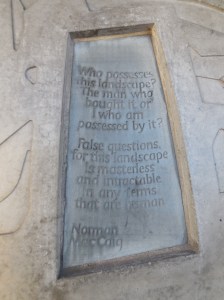 Who possesses
this landscape?
The man who
bought it or
I who am
possessed by it?
False questions,
for this landscape
is masterless
and intractable
in any terms
that are human
Norman
MacCaig